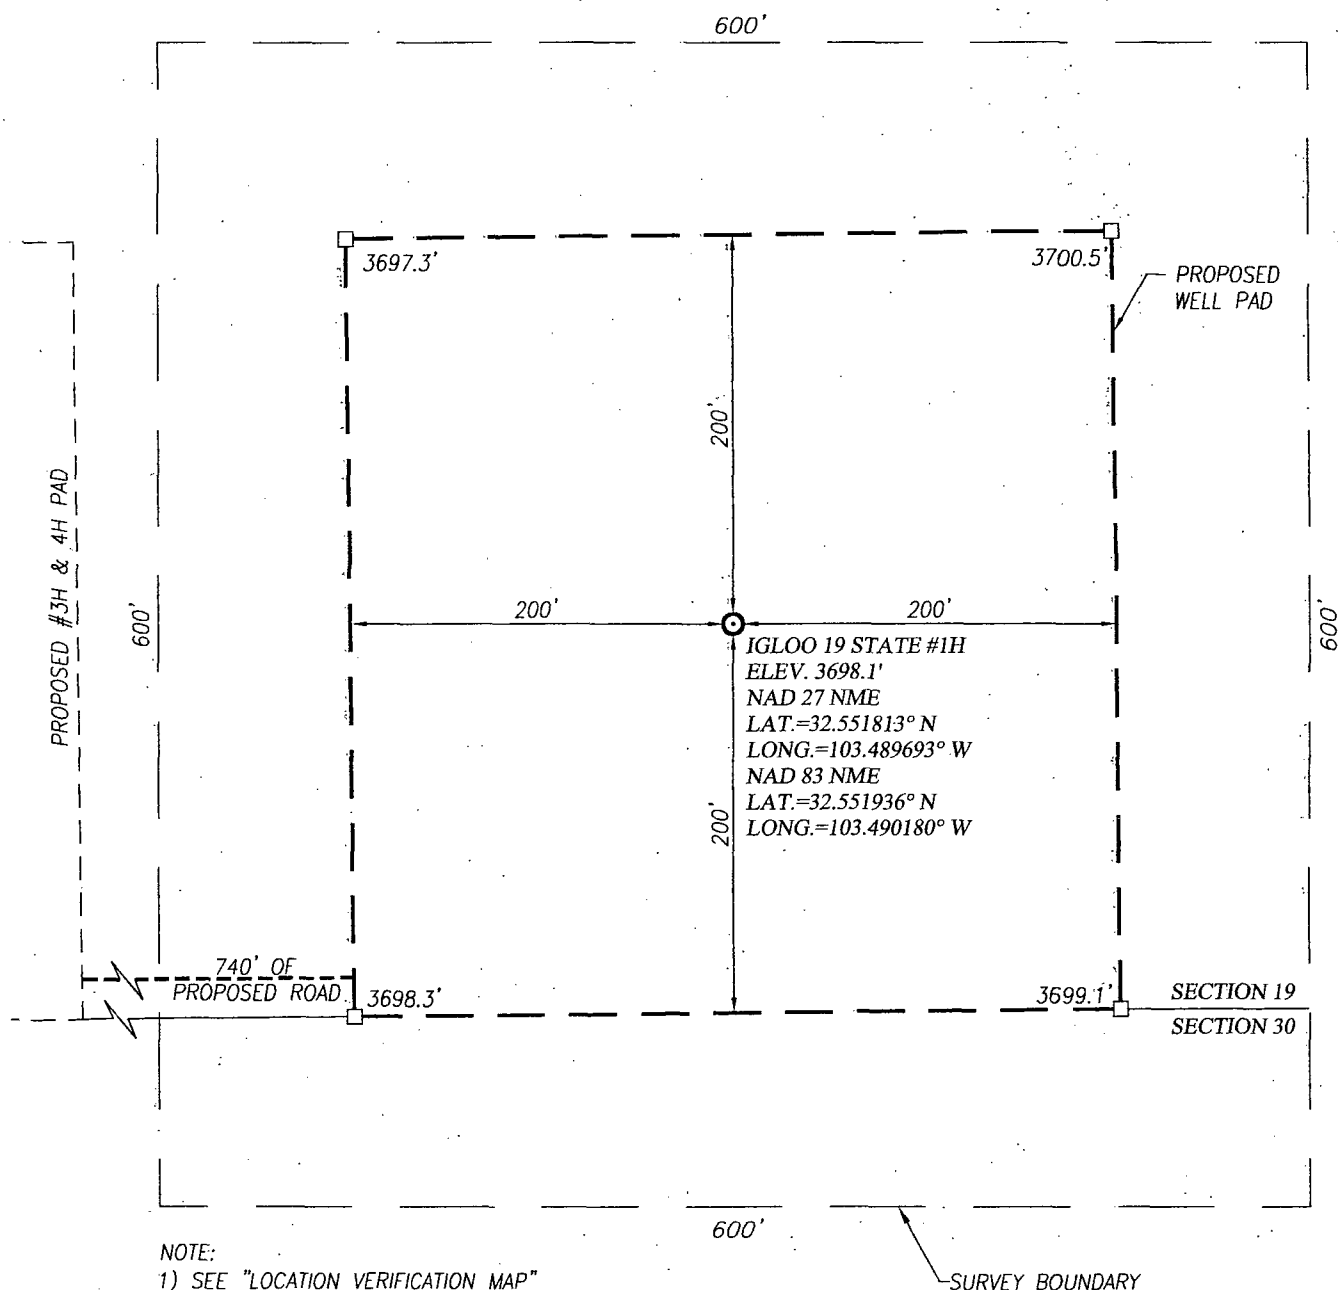 600'
3697.3'
3700.5'
PROPOSED
WELL PAD
200'
PROPOSED #3H & 4H PAD
600'
200'
200'
600'
IGLOO 19 STATE #1H
ELEV. 3698.1'
NAD 27 NME
LAT.=32.551813° N
LONG.=103.489693° W
NAD 83 NME
LAT.=32.551936° N
LONG.=103.490180° W
200'
740' OF
PROPOSED ROAD
3698.3'
3699.1'
SECTION 19
SECTION 30
600'
NOTE:
1) SEE "LOCATION VERIFICATION MAP"
SURVEY BOUNDARY